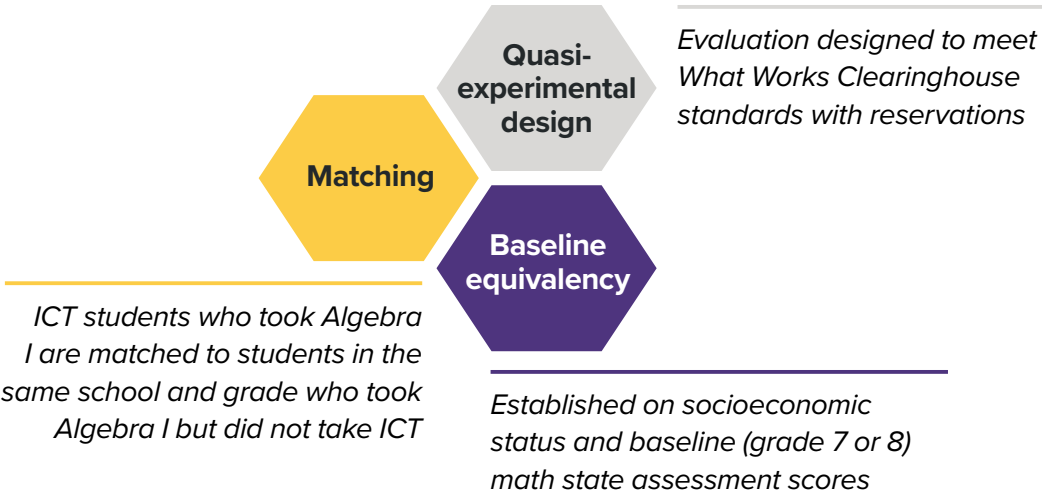 Quasi-
experimental
design
Evaluation designed to meet
What Works Clearinghouse
standards with reservations
Matching
ICT students who took Algebra
I are matched to students in the
same school and grade who took
Algebra I but did not take ICT
Baseline
equivalency
Established on socioeconomic
status and baseline (grade 7 or 8)
math state assessment scores